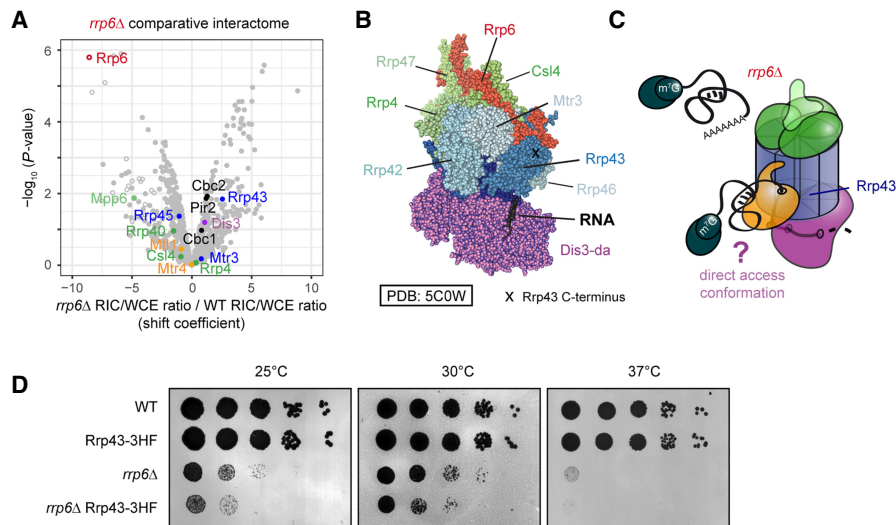 A
rrp6Δ comparative interactome
6
4
2
0
−log10 (P-value)
Rrp6
Cbc2
Mpp6
Pir2
Rrp43
Rrp45
Dis3
Rrp40
Cbc1
Mtl1
Csl4
Mtr3
Mtr4
Rrp4
−10
−5
0
5
10
rrp6Δ RIC/WCE ratio / WT RIC/WCE ratio
(shift coefficient)
B
Rrp6
Rrp47
Csl4
Rrp4
Mtr3
Rrp42
x
Rrp43
Rrp46
RNA
Dis3-da
PDB: 5C0W
x Rrp43 C-terminus
C
rrp6Δ
m7G
AAAAAAA
Rrp43
m7G
?
direct access
conformation
D
25°C
30°C
37°C
WT
Rrp43-3HF
rrp6Δ
rrp6Δ Rrp43-3HF